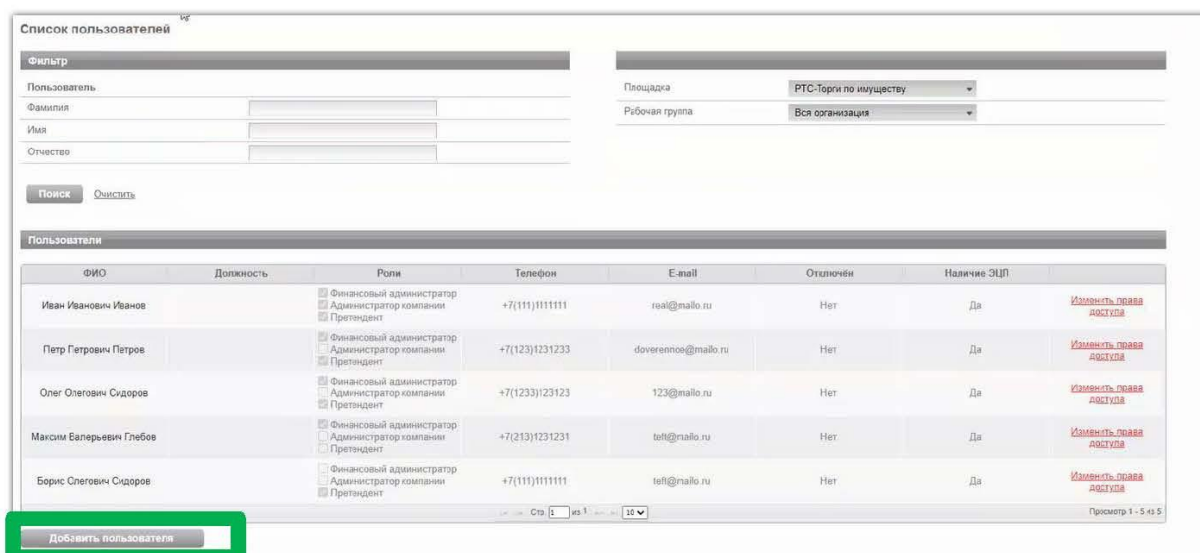 Список пользователей
Фильтр
Пользователь
Фамилия
Имя
Отчество
Площадка РТС-Торги по имуществу
Рабочая группа Вся организация
Поиск Очистить
Пользователи
ФИО Должность Роли Телефон E-mail Отключён Наличие ЭЦП
Иван Иванович Иванов Финансовый администратор Администратор компании Претендент +7(111)1111111 real@mailo.ru Нет Да Изменить права доступа
Петр Петрович Петров Финансовый администратор Администратор компании Претендент +7(123)1231233 doverennoe@mailo.ru Нет Да Изменить права доступа
Олег Олегович Сидоров Финансовый администратор Администратор компании Претендент +7(1233)123123 123@mailo.ru Нет Да Изменить права доступа
Максим Валерьевич Глебов Финансовый администратор Администратор компании Претендент +7(213)1231231 teft@mailo.ru Нет Да Изменить права доступа
Борис Олегович Сидоров Финансовый администратор Администратор компании Претендент +7(111)1111111 teft@mailo.ru Нет Да Изменить права доступа
Стр. 1 из 1 10 Просмотр 1 - 5 из 5
Добавить пользователя